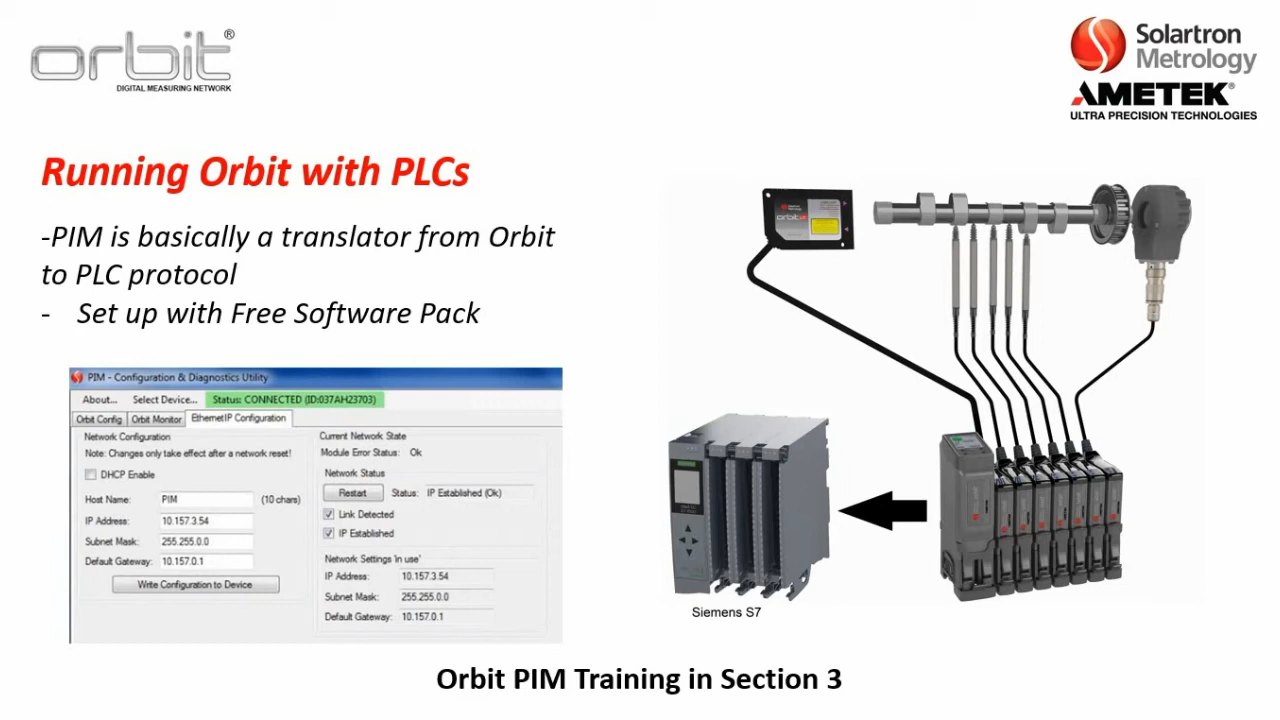 orbit®
DIGITAL MEASURING NETWORK
Solartron
Metrology
AMETEK®
ULTRA PRECISION TECHNOLOGIES
Running Orbit with PLCs
-PIM is basically a translator from Orbit
to PLC protocol
- Set up with Free Software Pack
PIM - Configuration & Diagnostics Utility
About... Select Device... Status: CONNECTED (ID:037AH23703)
Orbit Config Orbit Monitor EthernetIP Configuration
Network Configuration
Note: Changes only take effect after a network reset!
DHCP Enable
Host Name: PIM (10 chars)
IP Address: 10.157.3.54
Subnet Mask: 255.255.0.0
Default Gateway: 10.157.0.1
Write Configuration to Device
Current Network State
Module Error Status: Ok
Network Status
Restart Status: IP Established (Ok)
Link Detected
IP Established
Network Settings 'in use'
IP Address: 10.157.3.54
Subnet Mask: 255.255.0.0
Default Gateway: 10.157.0.1
orbit
Siemens S7
Orbit PIM Training in Section 3